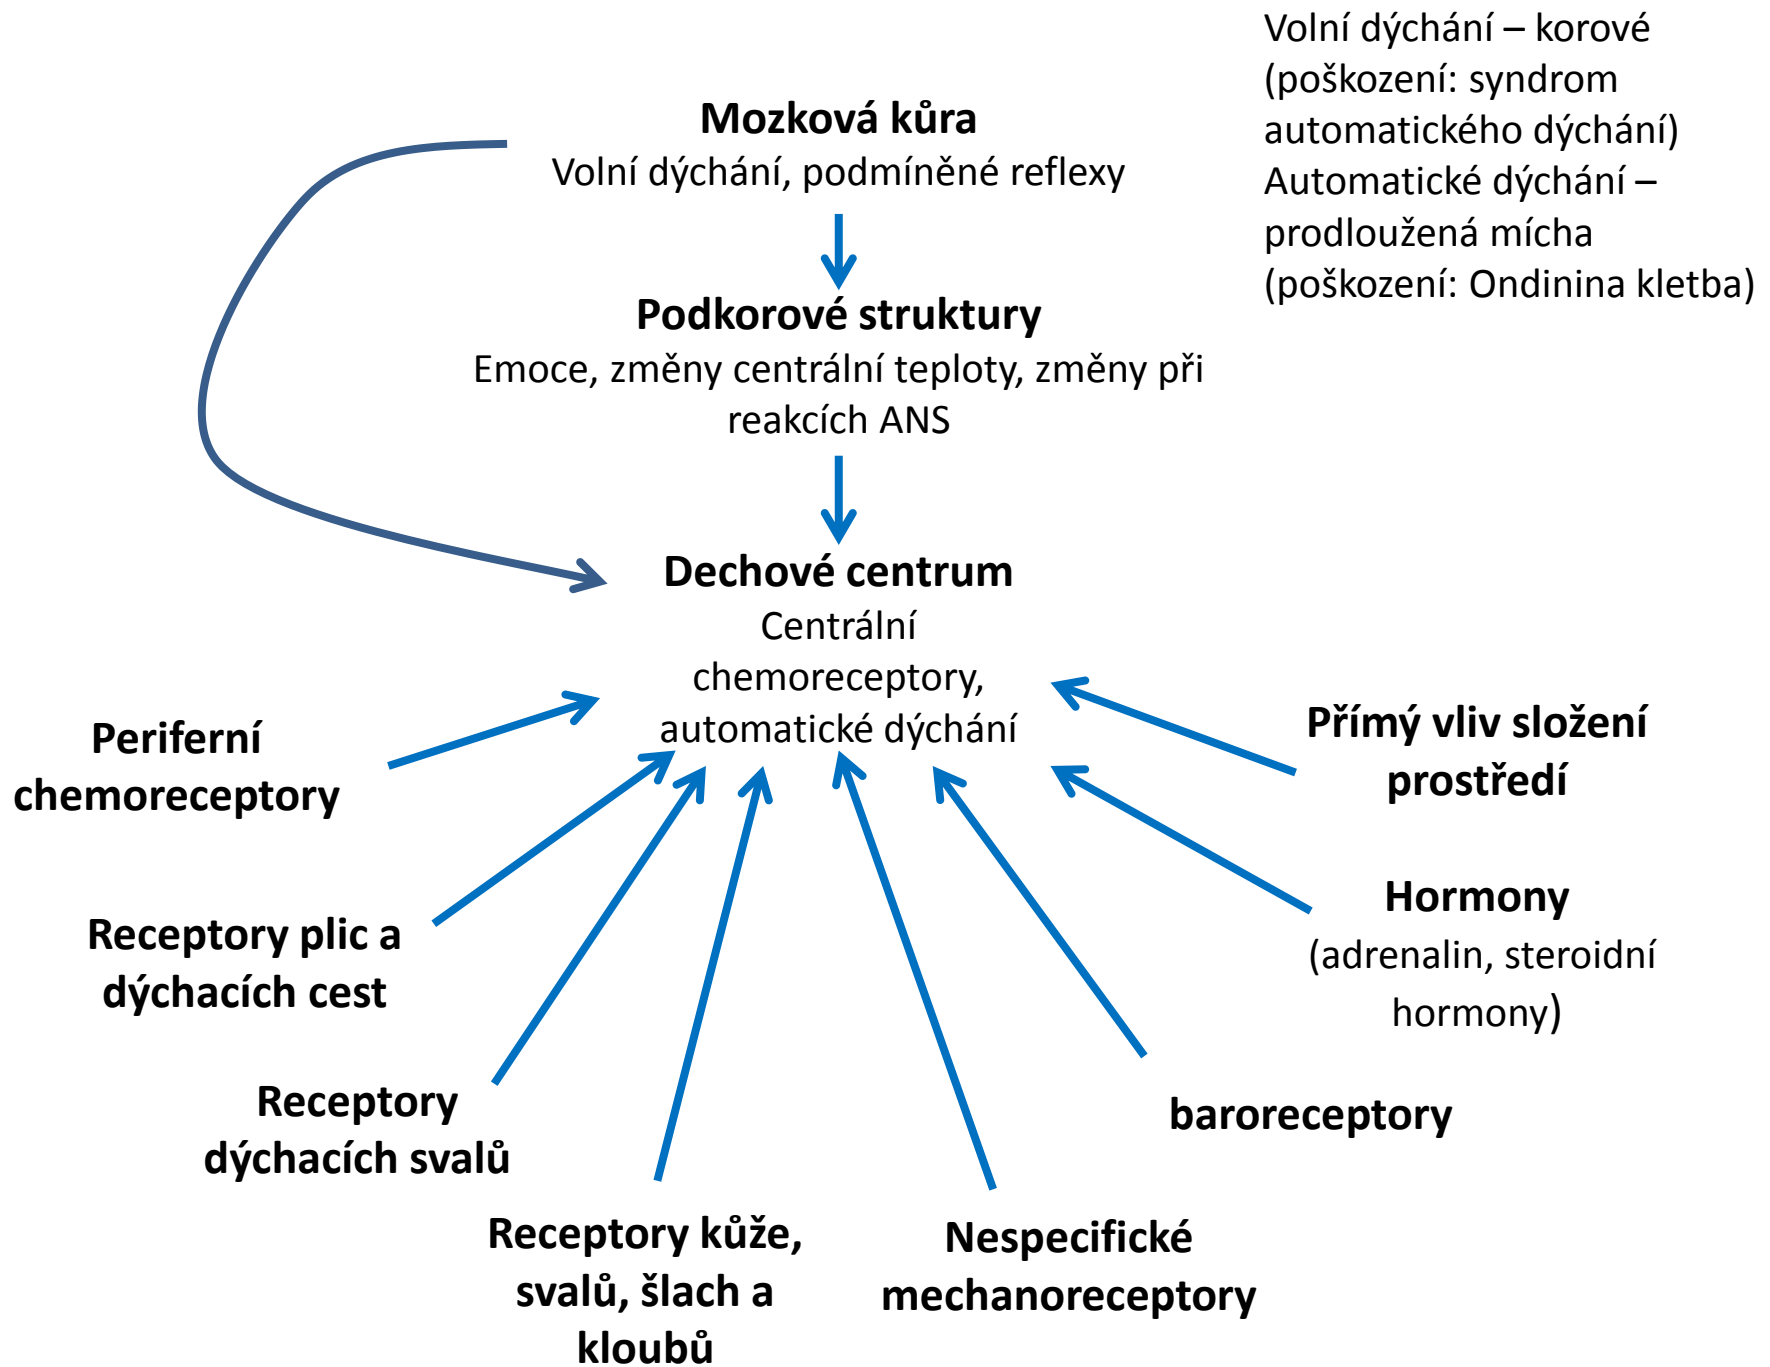 Volní dýchání – korové
(poškození: syndrom
automatického dýchání)
Automatické dýchání –
prodloužená mícha
(poškození: Ondinina kletba)
Mozková kůra
Volní dýchání, podmíněné reflexy
Podkorové struktury
Emoce, změny centrální teploty, změny při
reakcích ANS
Dechové centrum
Centrální
chemoreceptory,
automatické dýchání
Periferní
chemoreceptory
Receptory plic a
dýchacích cest
Receptory
dýchacích svalů
Receptory kůže,
svalů, šlach a
kloubů
Nespecifické
mechanoreceptory
baroreceptory
Hormony
(adrenalin, steroidní
hormony)
Přímý vliv složení
prostředí